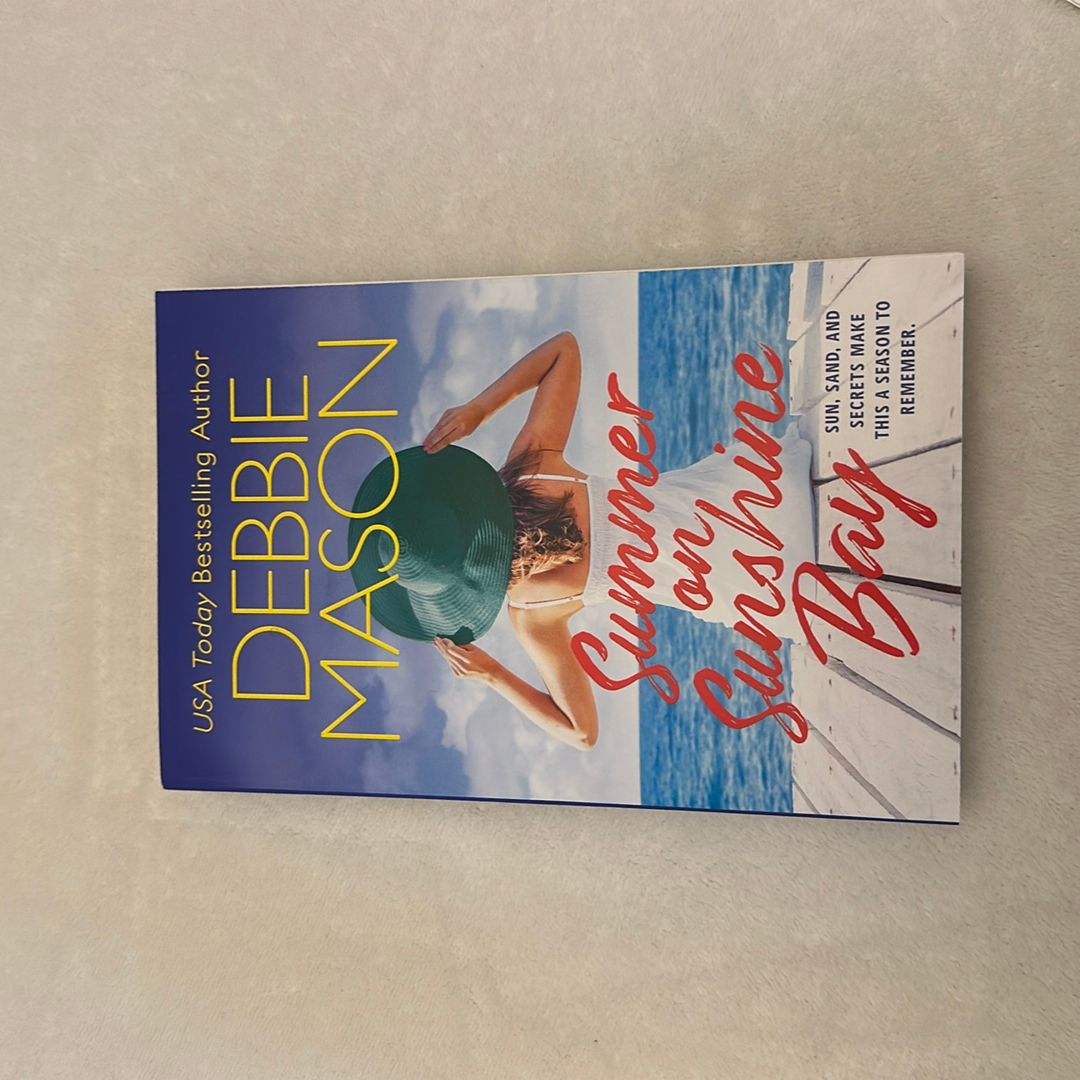 USA Today Bestselling Author
DEBBIE
MASON
Summer
on
Sunshine
Bay
SUN, SAND, AND
SECRETS MAKE
THIS A SEASON TO
REMEMBER.